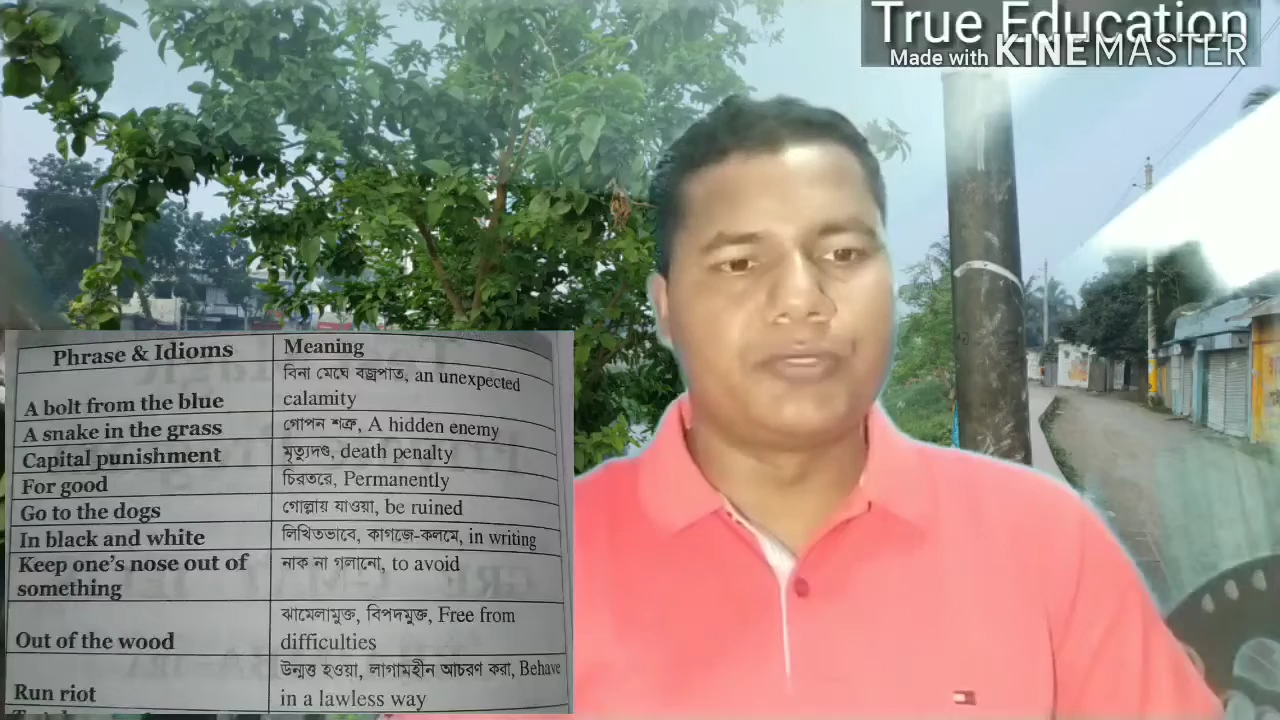 True Education
Made with KINEMASTER
Phrase & Idioms
Meaning
A bolt from the blue
বিনা মেঘে বজ্রপাত, an unexpected
calamity
A snake in the grass
গোপন শত্রু, A hidden enemy
Capital punishment
মৃত্যুদণ্ড, death penalty
For good
চিরতরে, Permanently
Go to the dogs
গোল্লায় যাওয়া, be ruined
In black and white
লিখিতভাবে, কাগজে-কলমে, in writing
Keep one's nose out of
something
নাক না গলানো, to avoid
Out of the wood
ঝামেলামুক্ত, বিপদমুক্ত, Free from
difficulties
Run riot
উন্মত্ত হওয়া, লাগামহীন আচরণ করা, Behave
in a lawless way